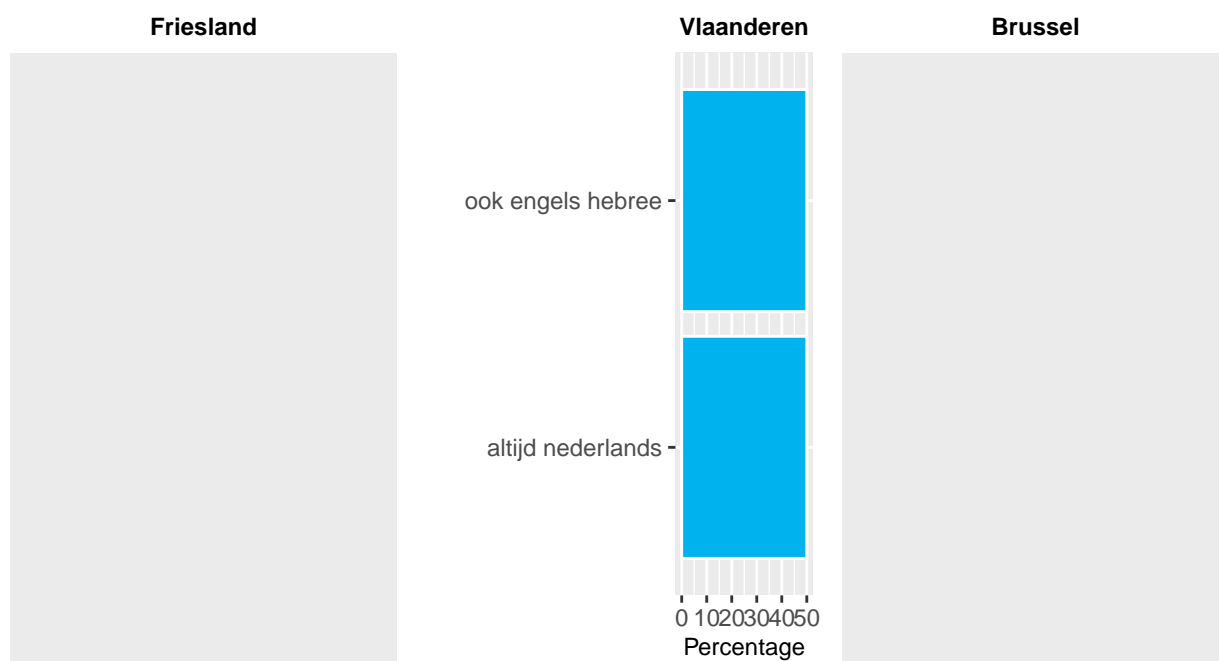 Friesland
Vlaanderen
Brussel
ook engels hebree
altijd nederlands
0 10 20 30 40 50
Percentage